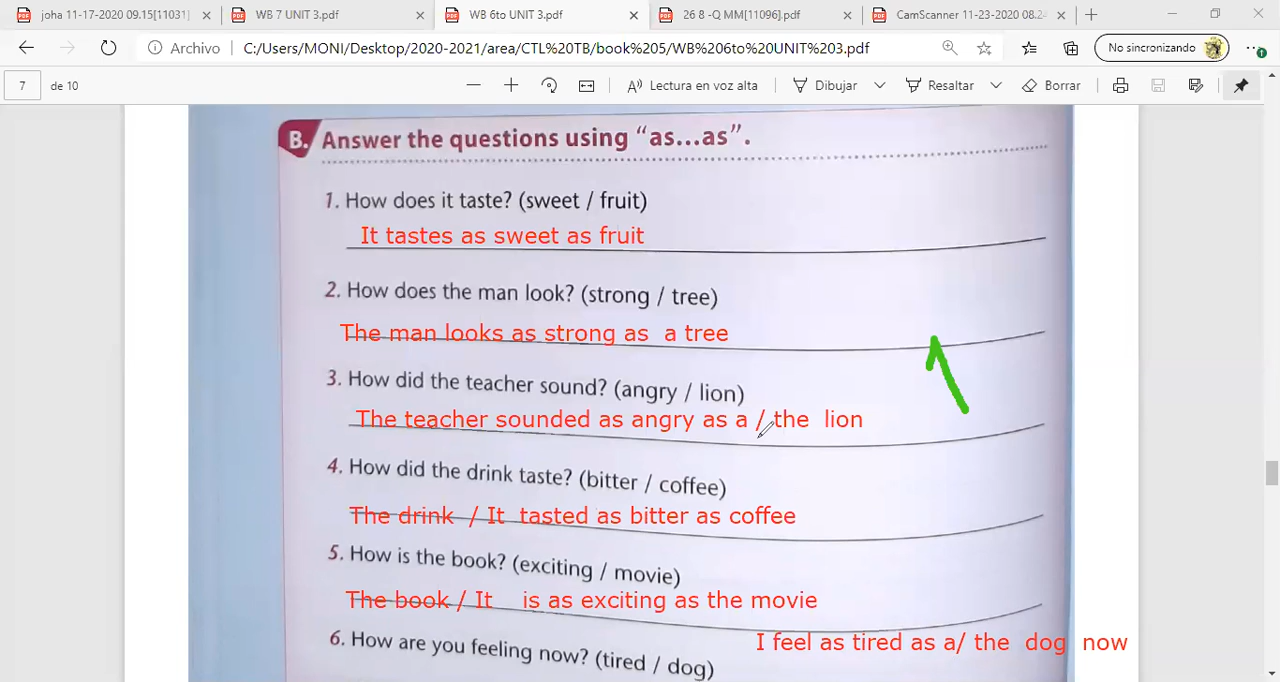 joha 11-17-2020 09.15[11031]
WB 7 UNIT 3.pdf
WB 6to UNIT 3.pdf
26 8 -Q MM[11096].pdf
CamScanner 11-23-2020 08.24
Archivo
C:/Users/MONI/Desktop/2020-2021/area/CTL%20TB/book%205/WB%206to%20UNIT%203.pdf
No sincronizando
7 de 10
Lectura en voz alta
Dibujar
Resaltar
Borrar
B. Answer the questions using “as...as”.
1. How does it taste? (sweet / fruit)
It tastes as sweet as fruit
2. How does the man look? (strong / tree)
The man looks as strong as a tree
3. How did the teacher sound? (angry / lion)
The teacher sounded as angry as a / the lion
4. How did the drink taste? (bitter / coffee)
The drink / It tasted as bitter as coffee
5. How is the book? (exciting / movie)
The book / It is as exciting as the movie
6. How are you feeling now? (tired / dog)
I feel as tired as a/ the dog now